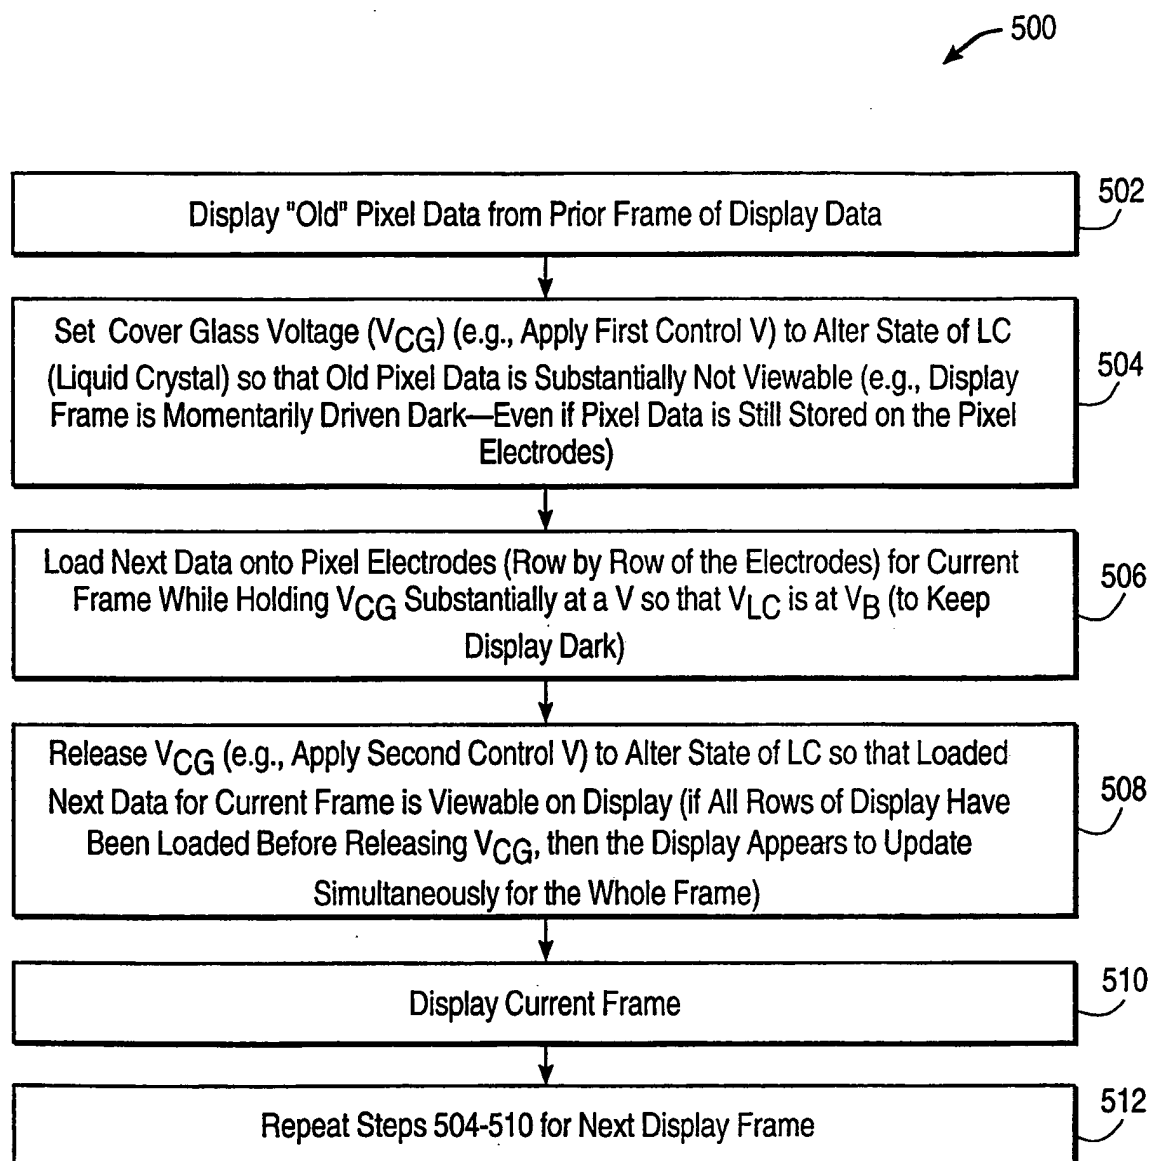 500
Display "Old" Pixel Data from Prior Frame of Display Data
502
Set Cover Glass Voltage (VCG) (e.g., Apply First Control V) to Alter State of LC
(Liquid Crystal) so that Old Pixel Data is Substantially Not Viewable (e.g., Display
Frame is Momentarily Driven Dark—Even if Pixel Data is Still Stored on the Pixel
Electrodes)
504
Load Next Data onto Pixel Electrodes (Row by Row of the Electrodes) for Current
Frame While Holding VCG Substantially at a V so that VLC is at VB (to Keep
Display Dark)
506
Release VCG (e.g., Apply Second Control V) to Alter State of LC so that Loaded
Next Data for Current Frame is Viewable on Display (if All Rows of Display Have
Been Loaded Before Releasing VCG, then the Display Appears to Update
Simultaneously for the Whole Frame)
508
Display Current Frame
510
Repeat Steps 504-510 for Next Display Frame
512